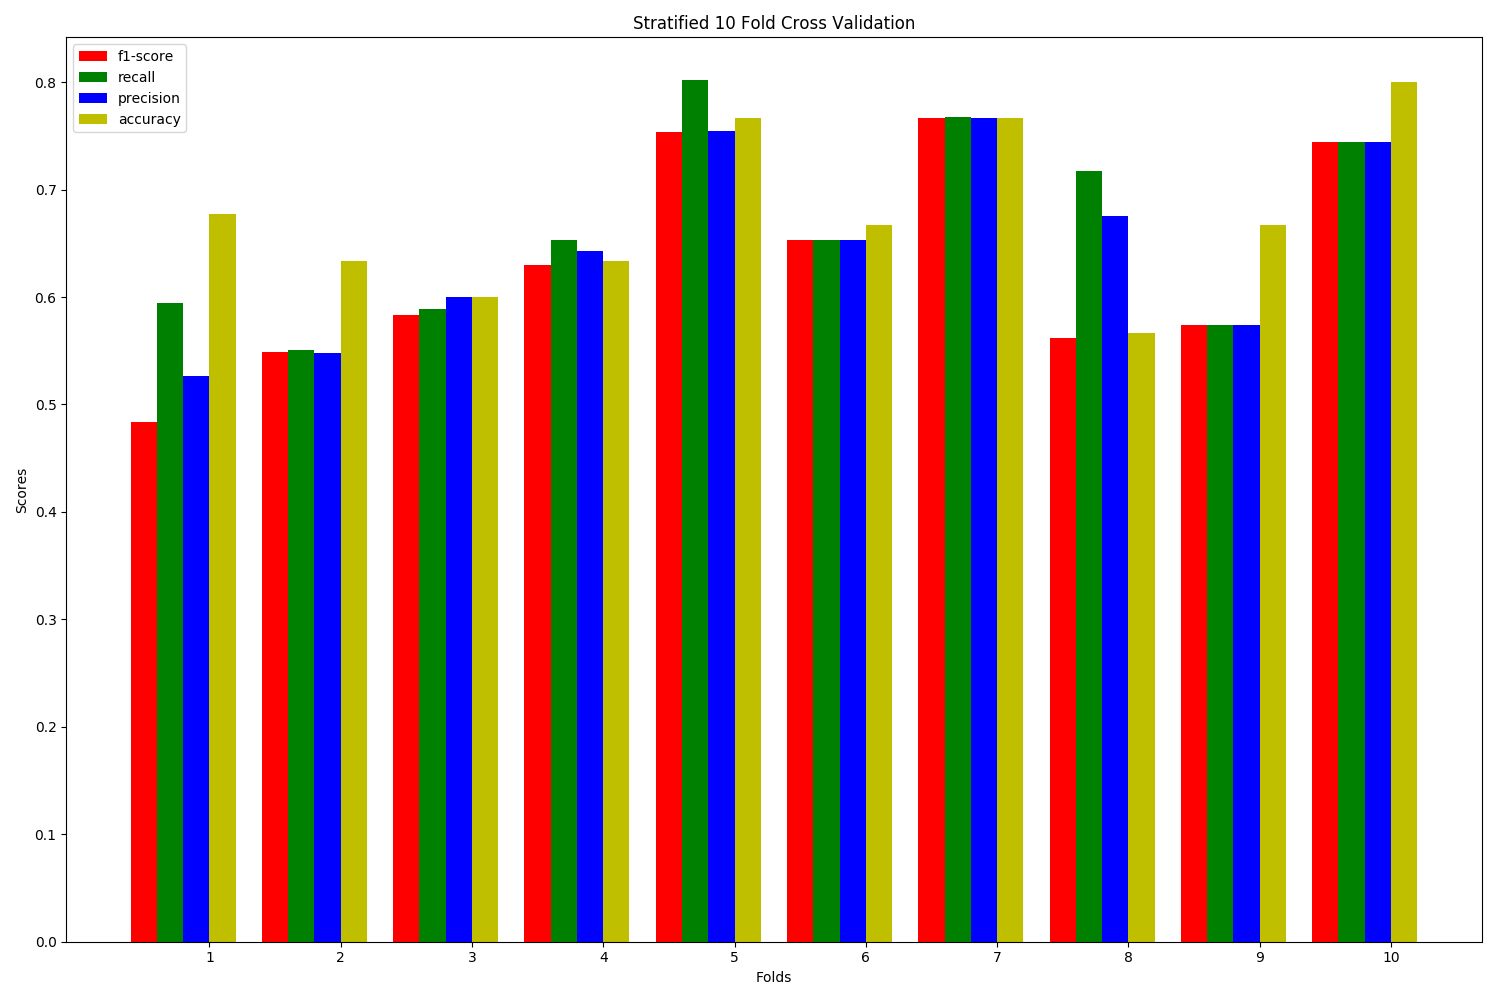 Stratified 10 Fold Cross Validation
f1-score
recall
precision
accuracy
Scores
0.8
0.7
0.6
0.5
0.4
0.3
0.2
0.1
0.0
1 2 3 4 5 6 7 8 9 10
Folds